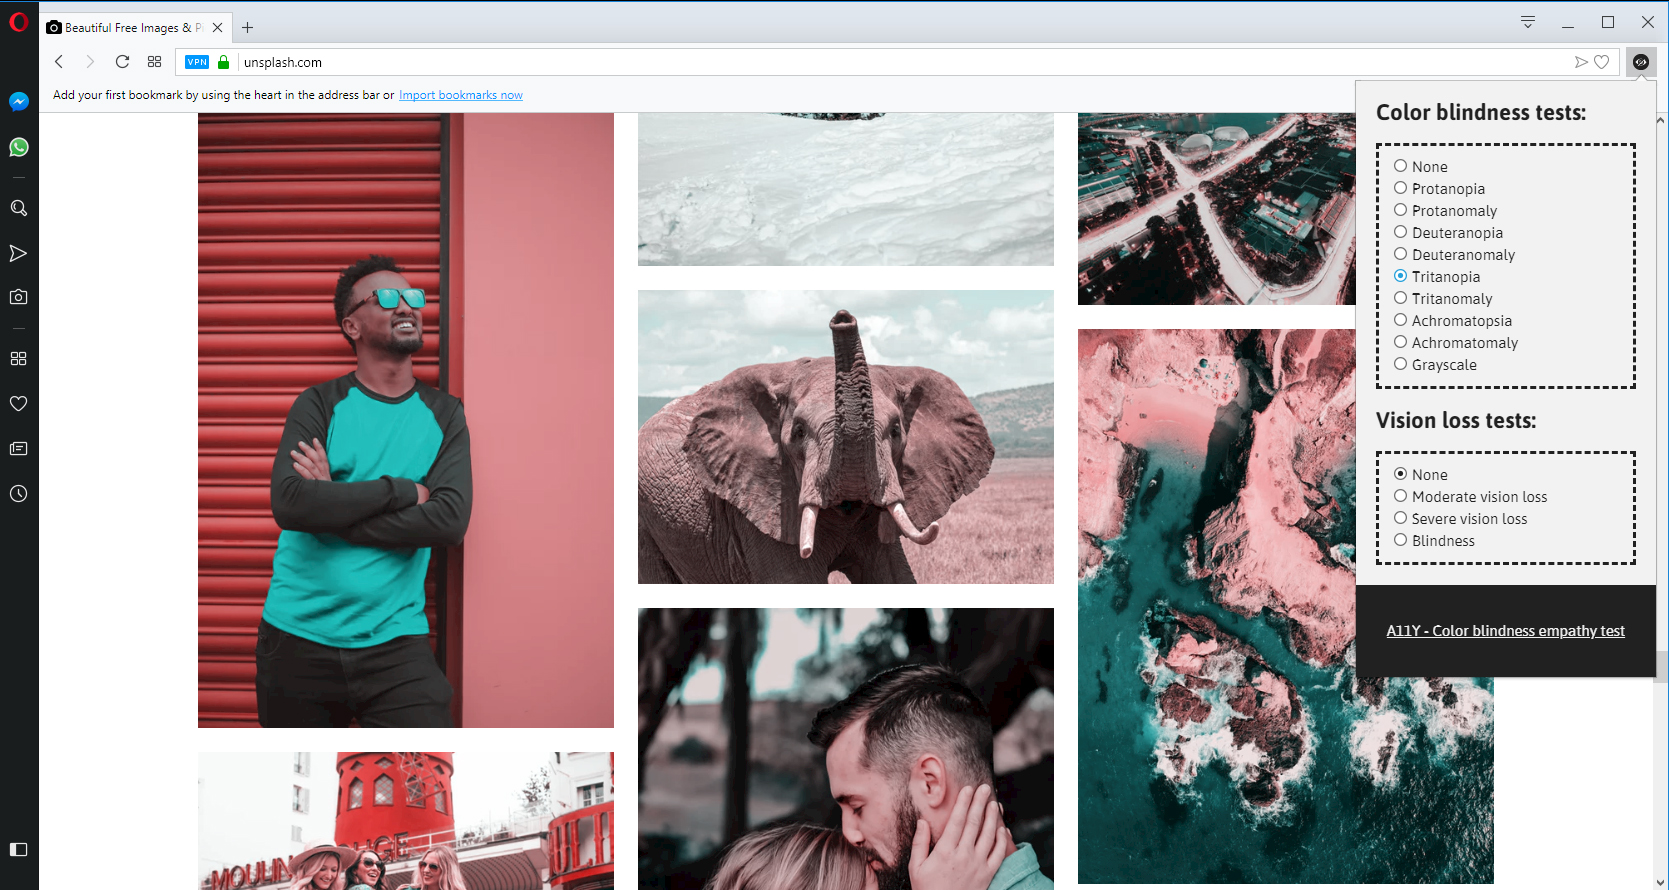 Beautiful Free Images & P
VPN
unsplash.com
Add your first bookmark by using the heart in the address bar or Import bookmarks now
Color blindness tests:
None
Protanopia
Protanomaly
Deuteranopia
Deuteranomaly
Tritanopia
Tritanomaly
Achromatopsia
Achromatomaly
Grayscale
Vision loss tests:
None
Moderate vision loss
Severe vision loss
Blindness
A11Y - Color blindness empathy test